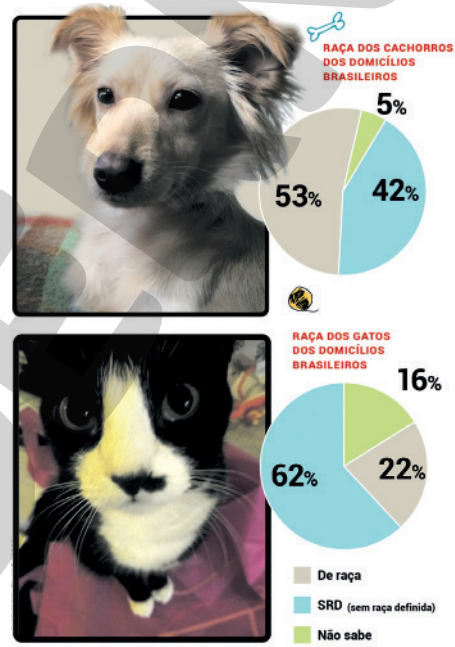 RAÇA DOS CACHORROS
DOS DOMICÍLIOS
BRASILEIROS
5%
53%
42%
RAÇA DOS GATOS
DOS DOMICÍLIOS
BRASILEIROS
16%
62%
22%
De raça
SRD (sem raça definida)
Não sabe